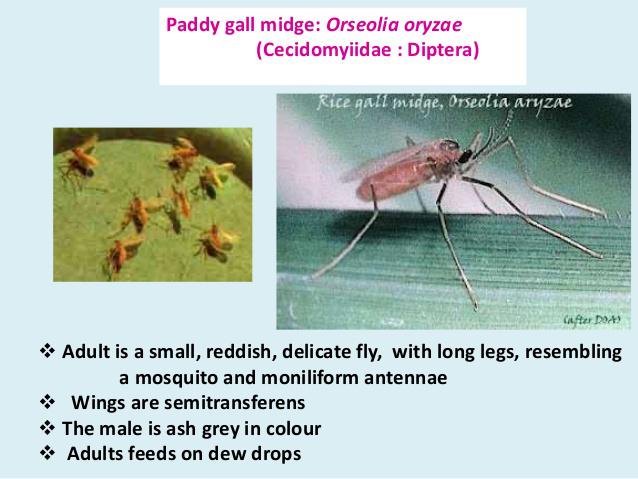 Paddy gall midge: Orseolia oryzae
(Cecidomyiidae : Diptera)
Rice gall midge, Orseolia aryzae
(after DOA)
❖ Adult is a small, reddish, delicate fly, with long legs, resembling
a mosquito and moniliform antennae
❖ Wings are semitransferens
❖ The male is ash grey in colour
❖ Adults feeds on dew drops